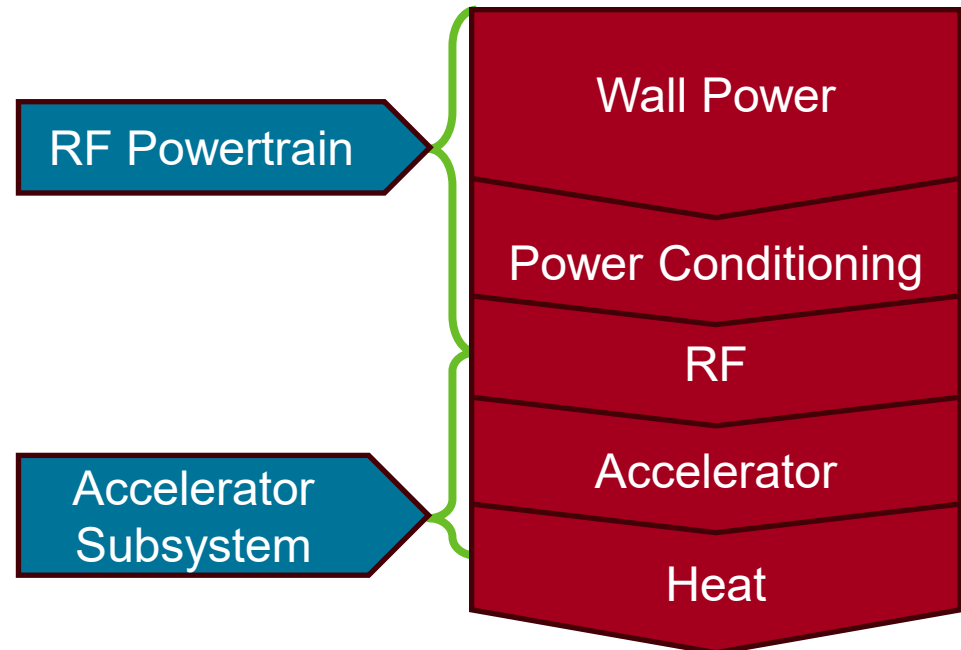 RF Powertrain
Wall Power
Power Conditioning
RF
Accelerator
Accelerator
Subsystem
Heat